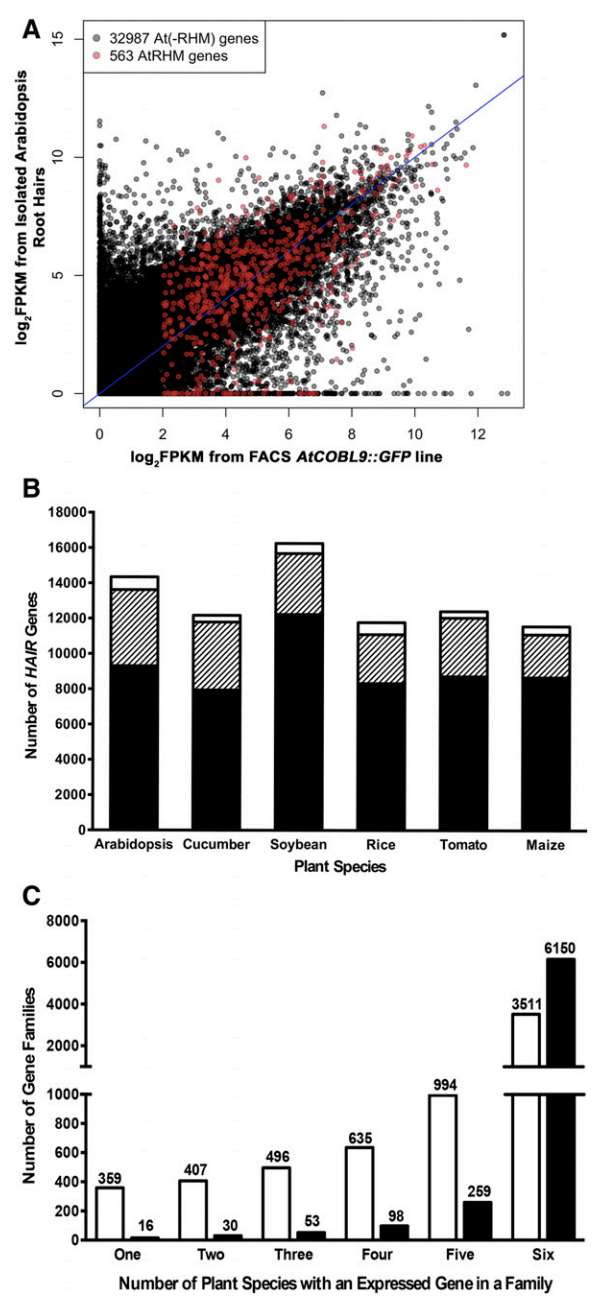 A
32987 At(-RHM) genes
563 AtRHM genes
log2FPKM from Isolated Arabidopsis
Root Hairs
15
10
5
0
0 2 4 6 8 10 12
log2FPKM from FACS AtCOBL9::GFP line
B
Number of HAIR Genes
18000
16000
14000
12000
10000
8000
6000
4000
2000
0
Arabidopsis Cucumber Soybean Rice Tomato Maize
Plant Species
C
Number of Gene Families
8000
6000
4000
2000
1000
800
600
400
200
0
359 16 407 30 496 53 635 98 994 259 3511 6150
One Two Three Four Five Six
Number of Plant Species with an Expressed Gene in a Family